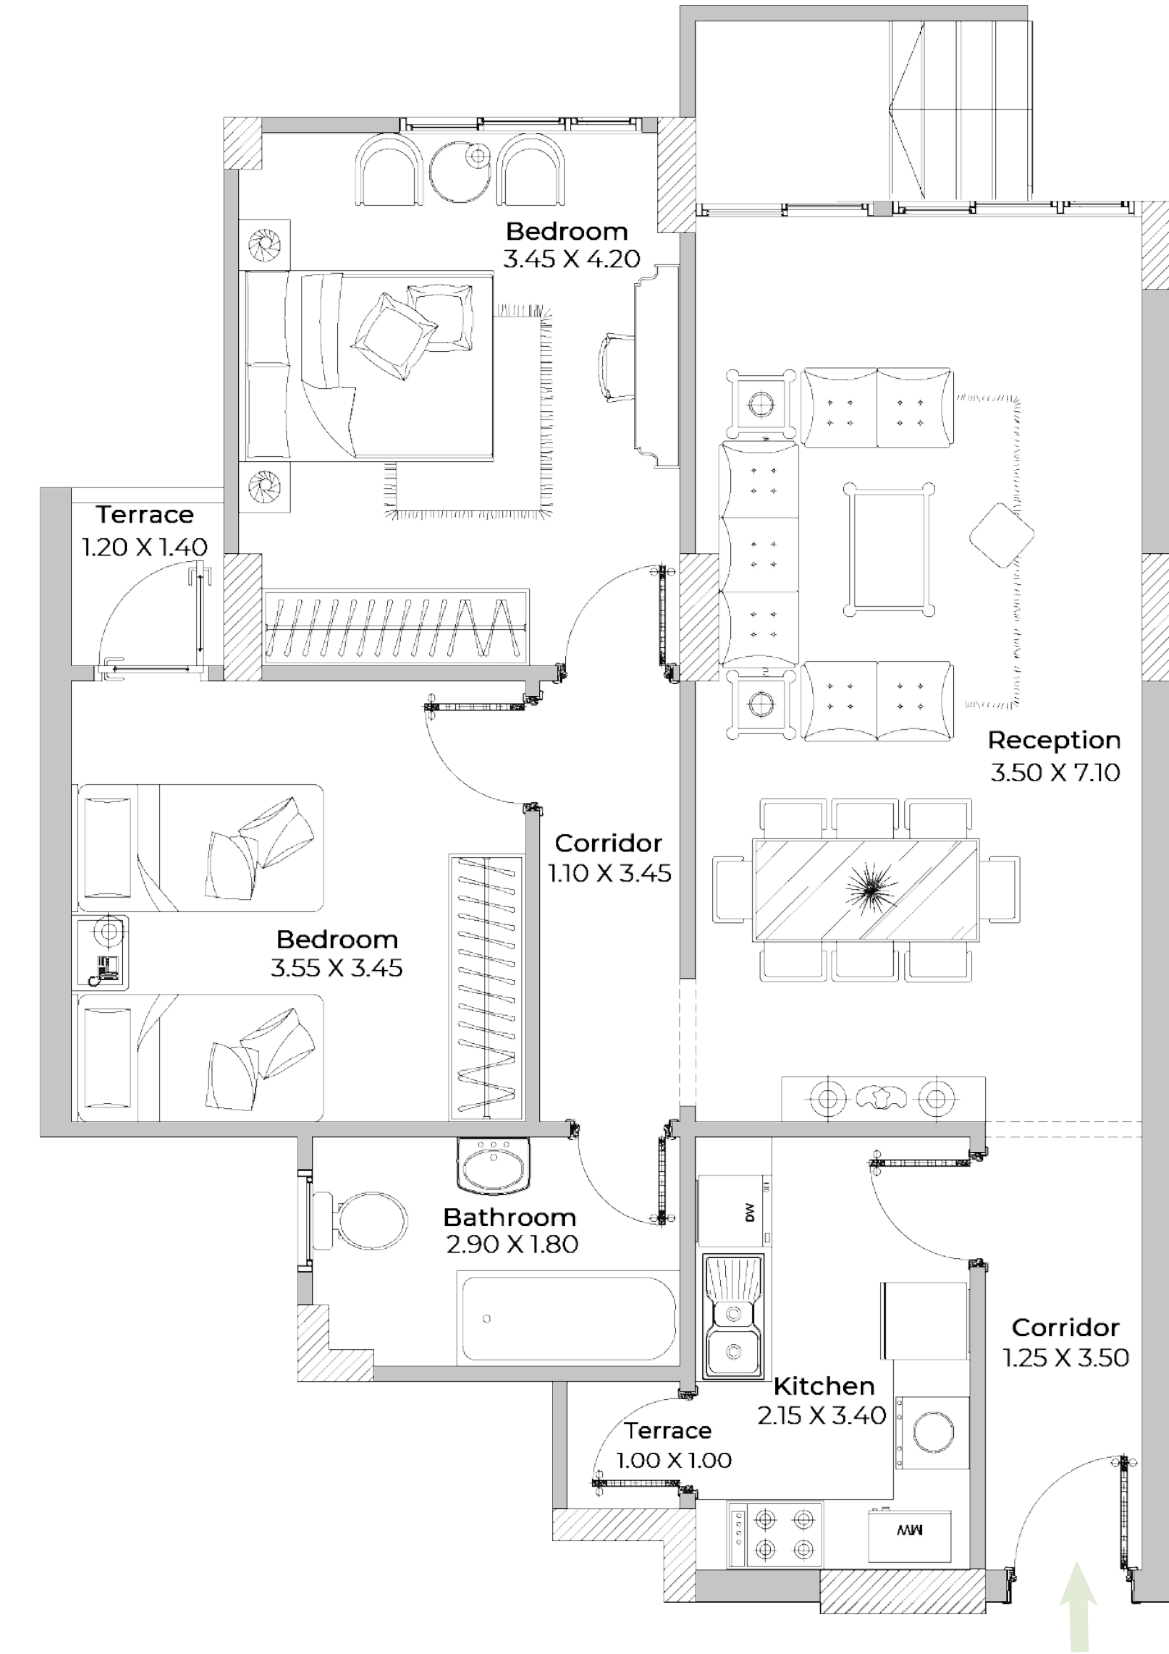 Bedroom
3.45 X 4.20
Terrace
1.20 X 1.40
Reception
3.50 X 7.10
Corridor
1.10 X 3.45
Bedroom
3.55 X 3.45
Bathroom
2.90 X 1.80
DW
Corridor
1.25 X 3.50
Kitchen
2.15 X 3.40
Terrace
1.00 X 1.00
MW